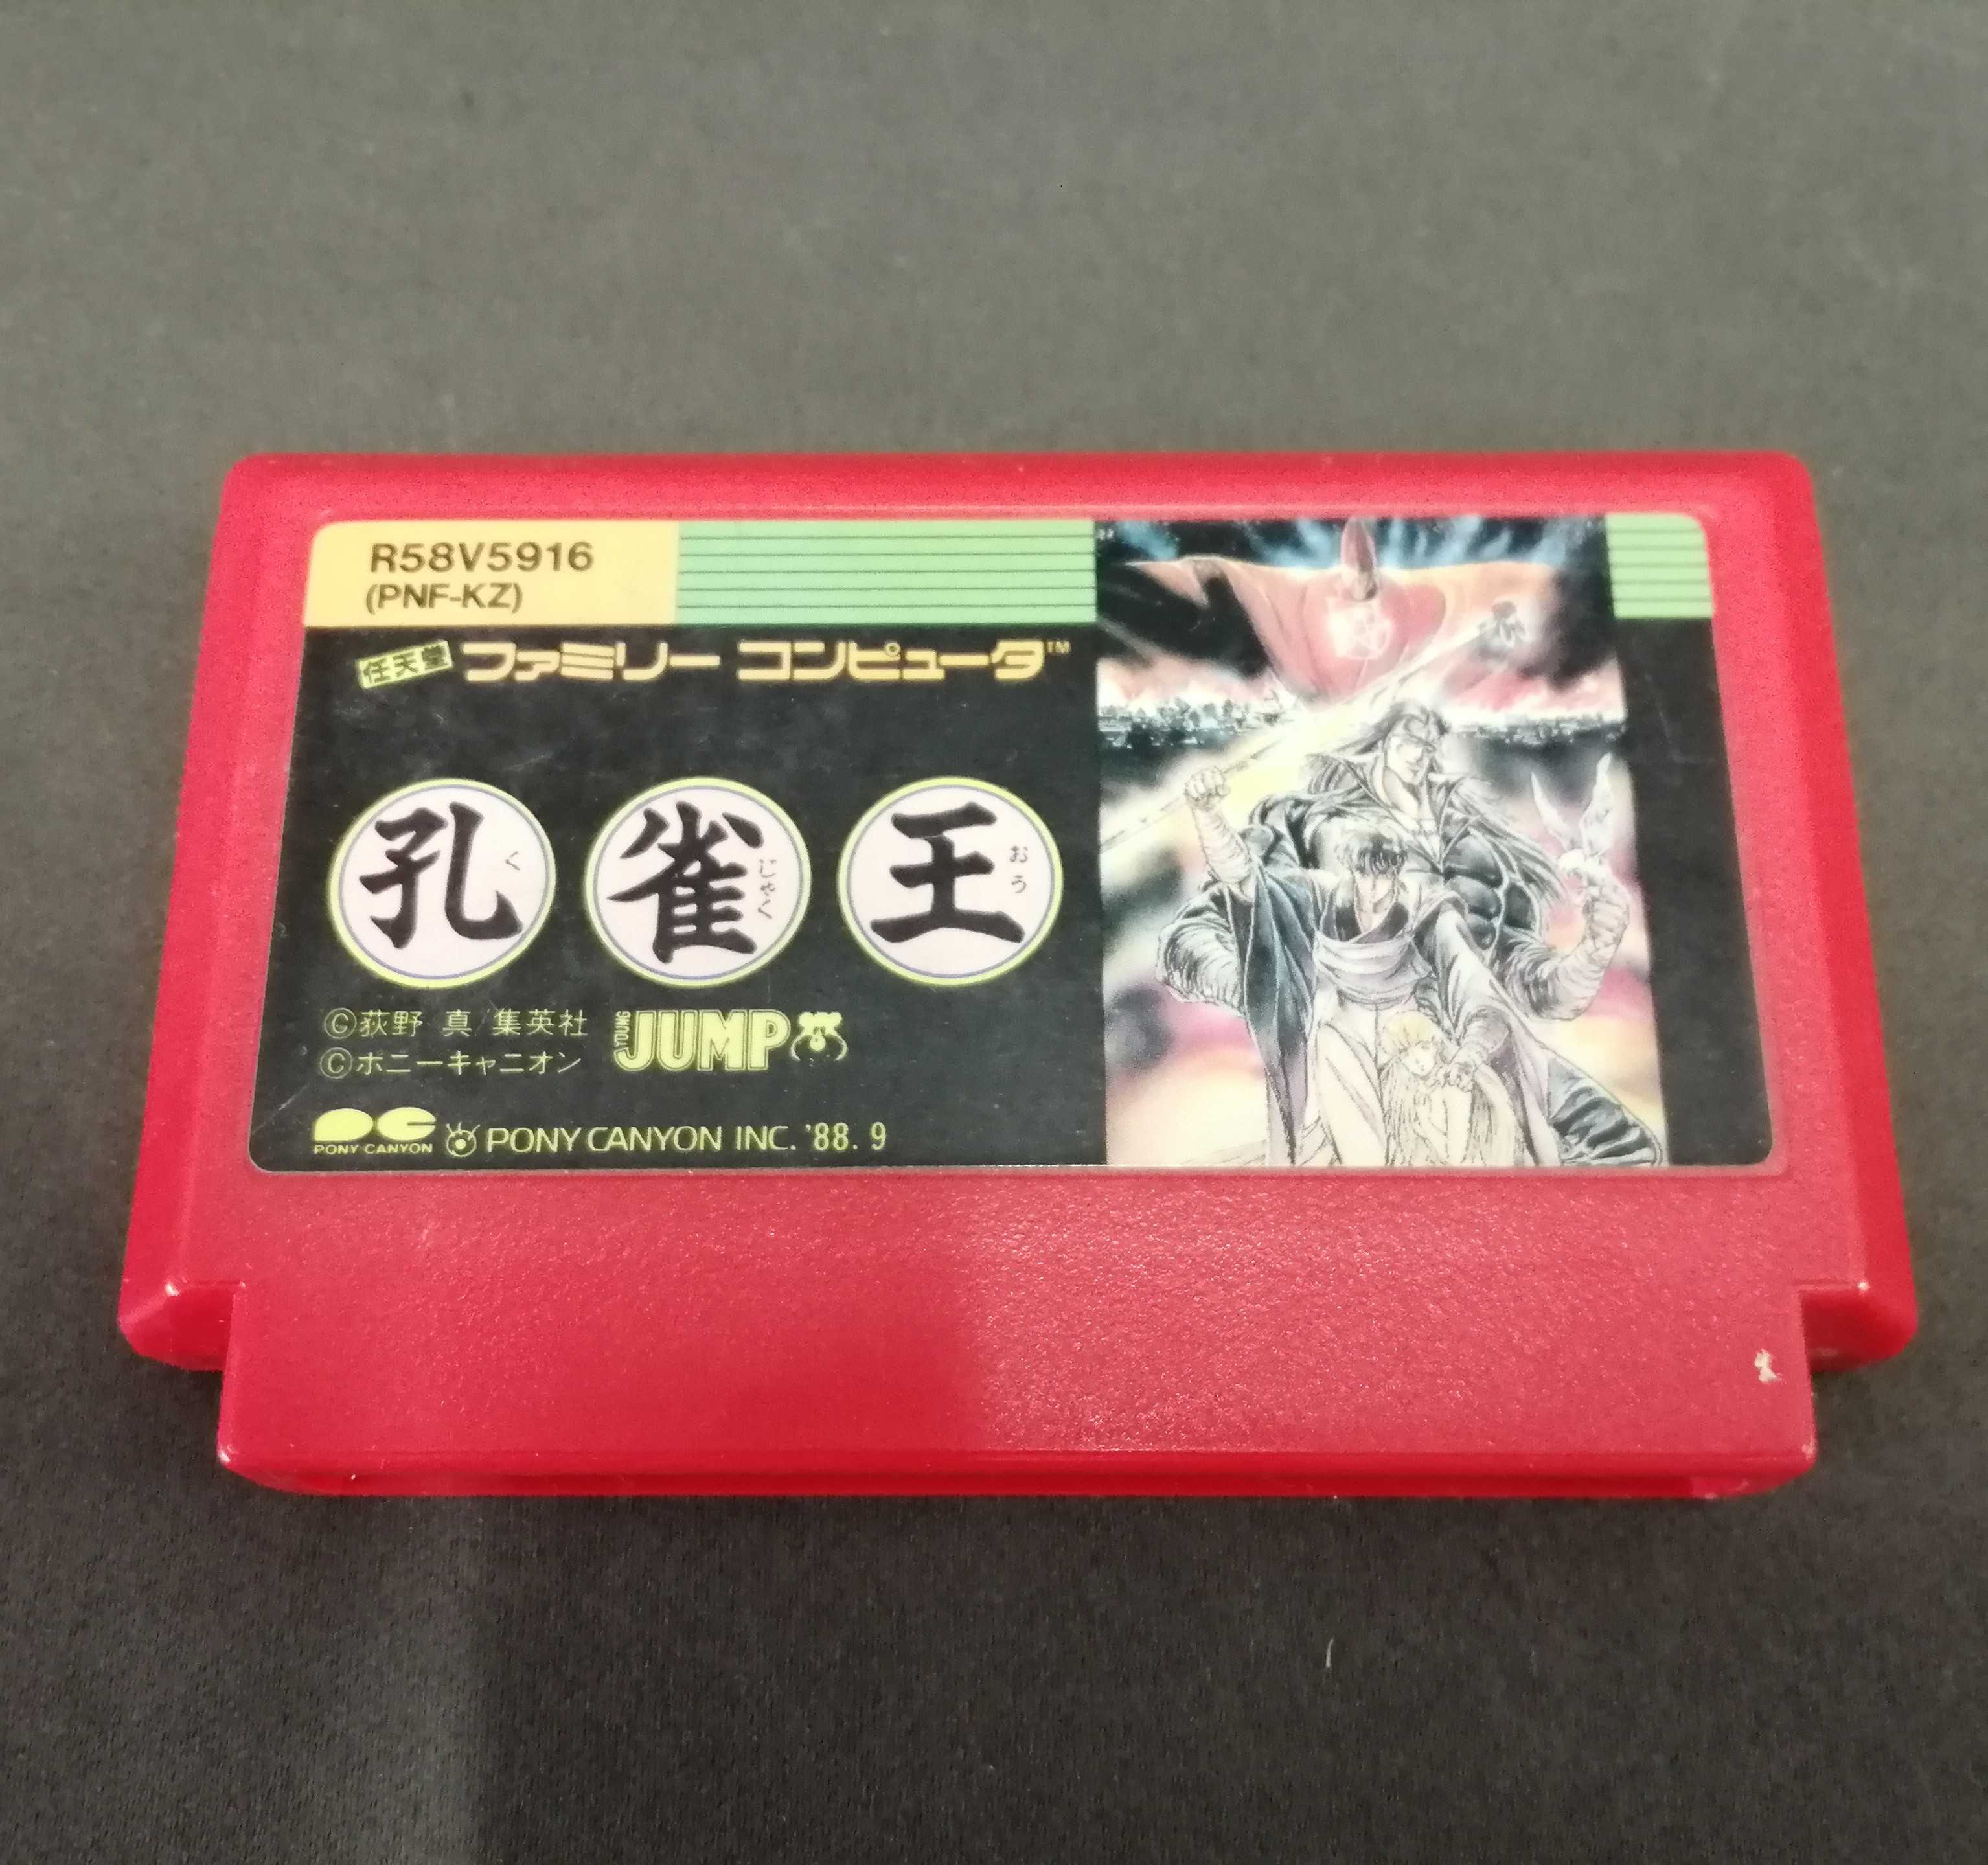 R58V5916
(PNF-KZ)
任天堂 ファミリー コンピュータ™
孔 く 雀 じゃく 王 おう
©荻野 真/集英社
©ポニーキャニオン
YOUNG JUMP
PONY CANYON PONY CANYON INC. '88. 9